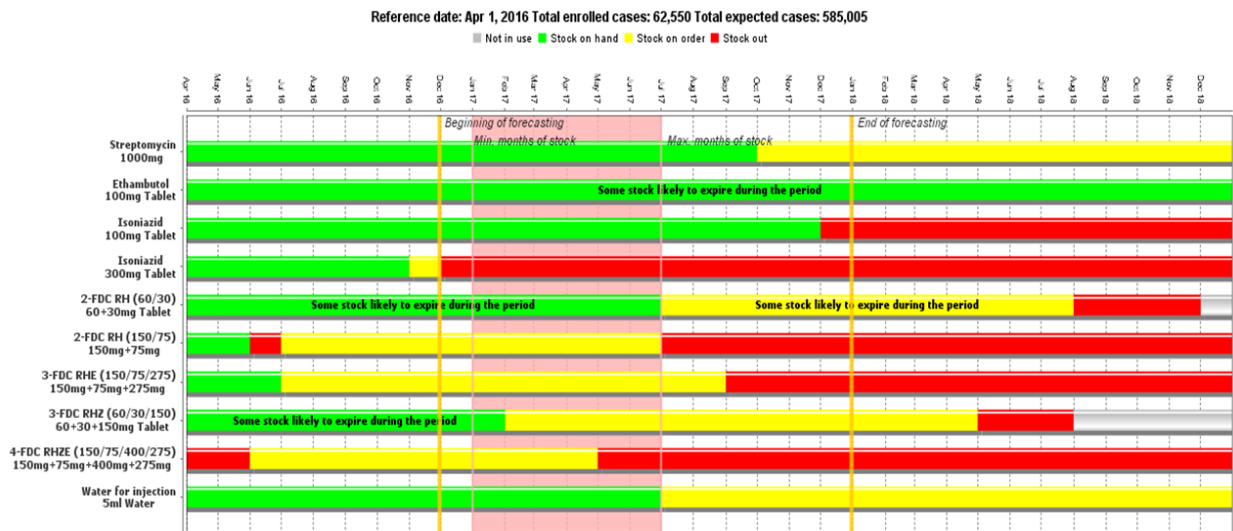 Reference date: Apr 1, 2016 Total enrolled cases: 62,550 Total expected cases: 585,005
Not in use Stock on hand Stock on order Stock out
Apr 16 May 16 Jun 16 Jul 16 Aug 16 Sep 16 Oct 16 Nov 16 Dec 16 Jan 17 Feb 17 Mar 17 Apr 17 May 17 Jun 17 Jul 17 Aug 17 Sep 17 Oct 17 Nov 17 Dec 17 Jan 18 Feb 18 Mar 18 Apr 18 May 18 Jun 18 Jul 18 Aug 18 Sep 18 Oct 18 Nov 18 Dec 18
Beginning of forecasting End of forecasting
Min. months of stock Max. months of stock
Streptomycin
1000mg
Ethambutol
100mg Tablet
Some stock likely to expire during the period
Isoniazid
100mg Tablet
Isoniazid
300mg Tablet
2-FDC RH (60/30)
60+30mg Tablet
Some stock likely to expire during the period Some stock likely to expire during the period
2-FDC RH (150/75)
150mg+75mg
3-FDC RHE (150/75/275)
150mg+75mg+275mg
3-FDC RHZ (60/30/150)
60+30+150mg Tablet
Some stock likely to expire during the period
4-FDC RHZE (150/75/400/275)
150mg+75mg+400mg+275mg
Water for injection
5ml Water